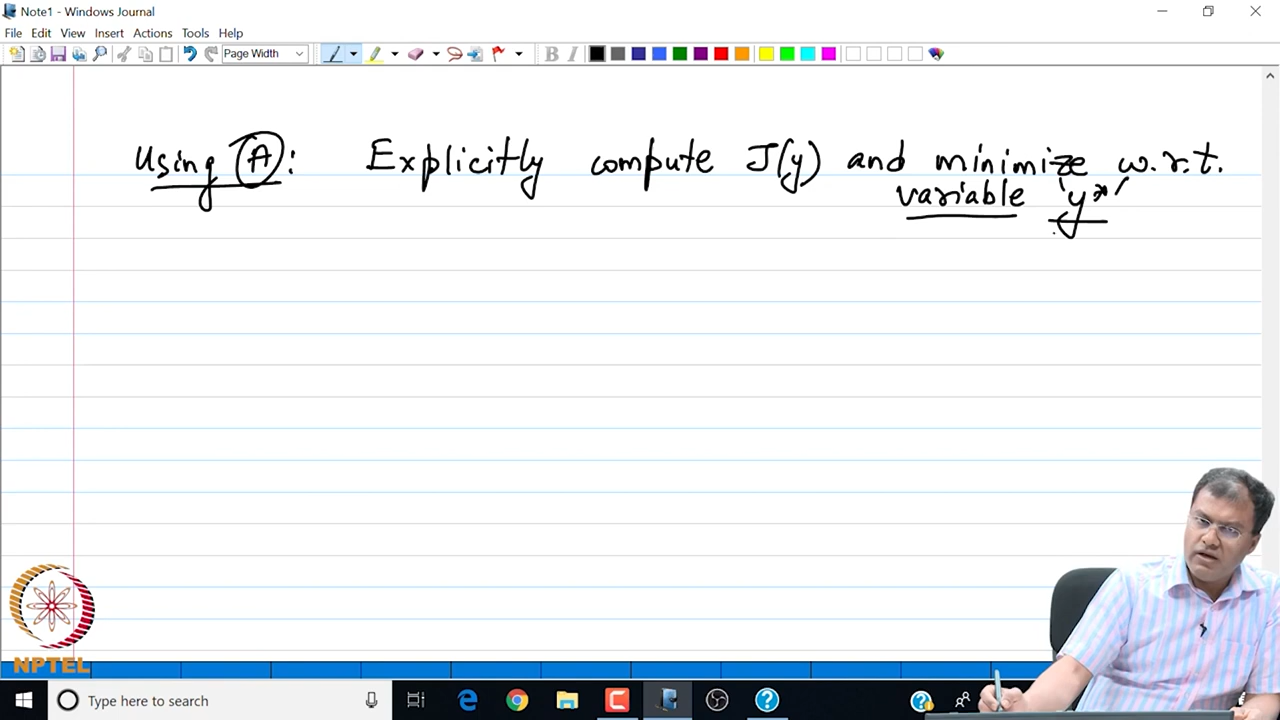 Note1 - Windows Journal
File Edit View Insert Actions Tools Help
Page Width B I
Using A: Explicitly compute J(y) and minimize w.r.t.
variable 'y*'
NPTEL
Type here to search